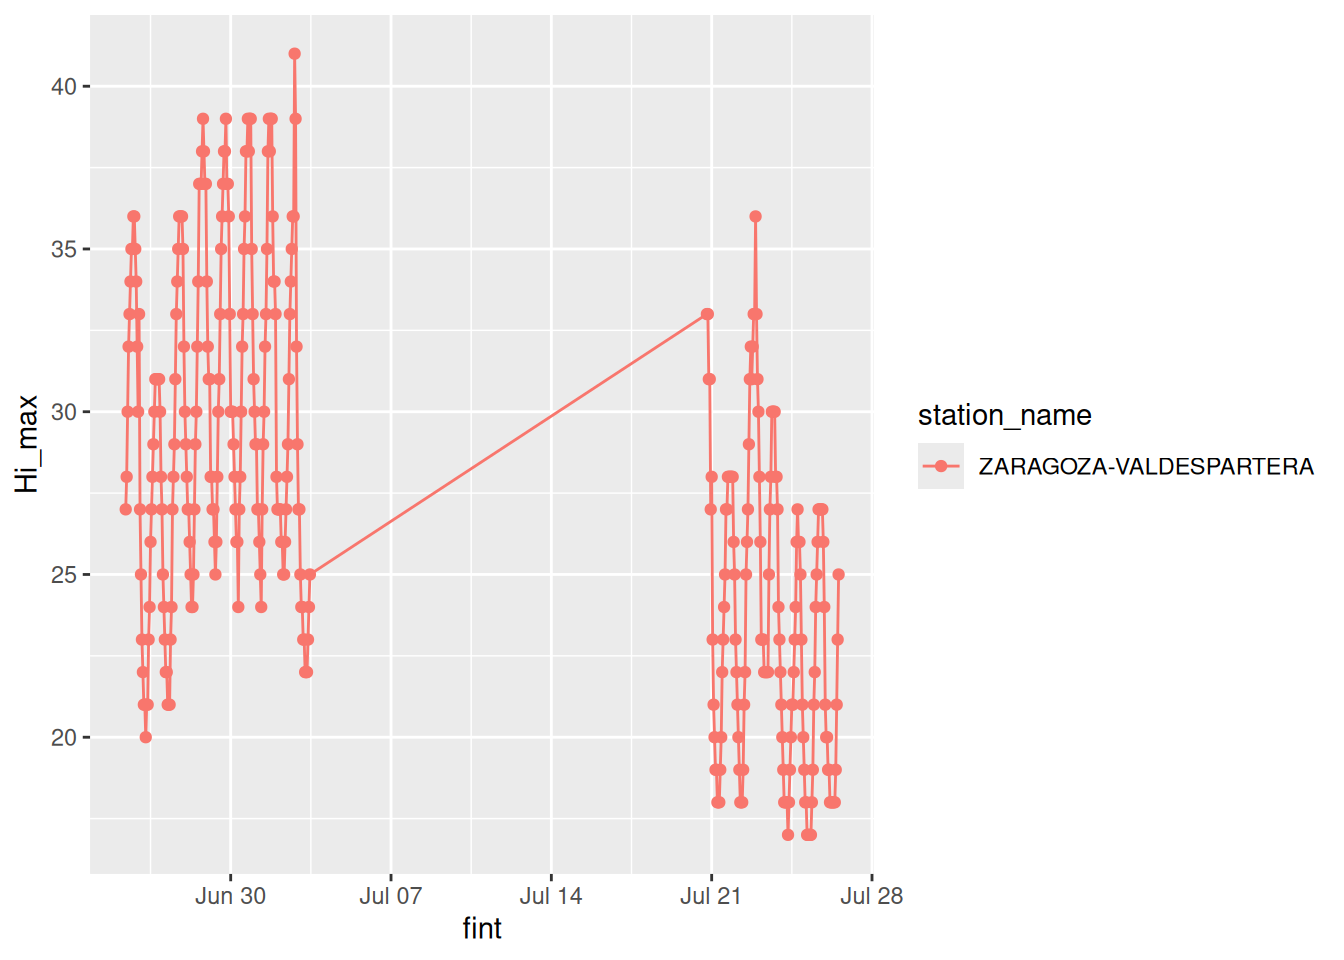 40
35
30
25
20
Hi_max
Jun 30
Jul 07
Jul 14
Jul 21
Jul 28
fint
station_name
ZARAGOZA-VALDESPARTERA